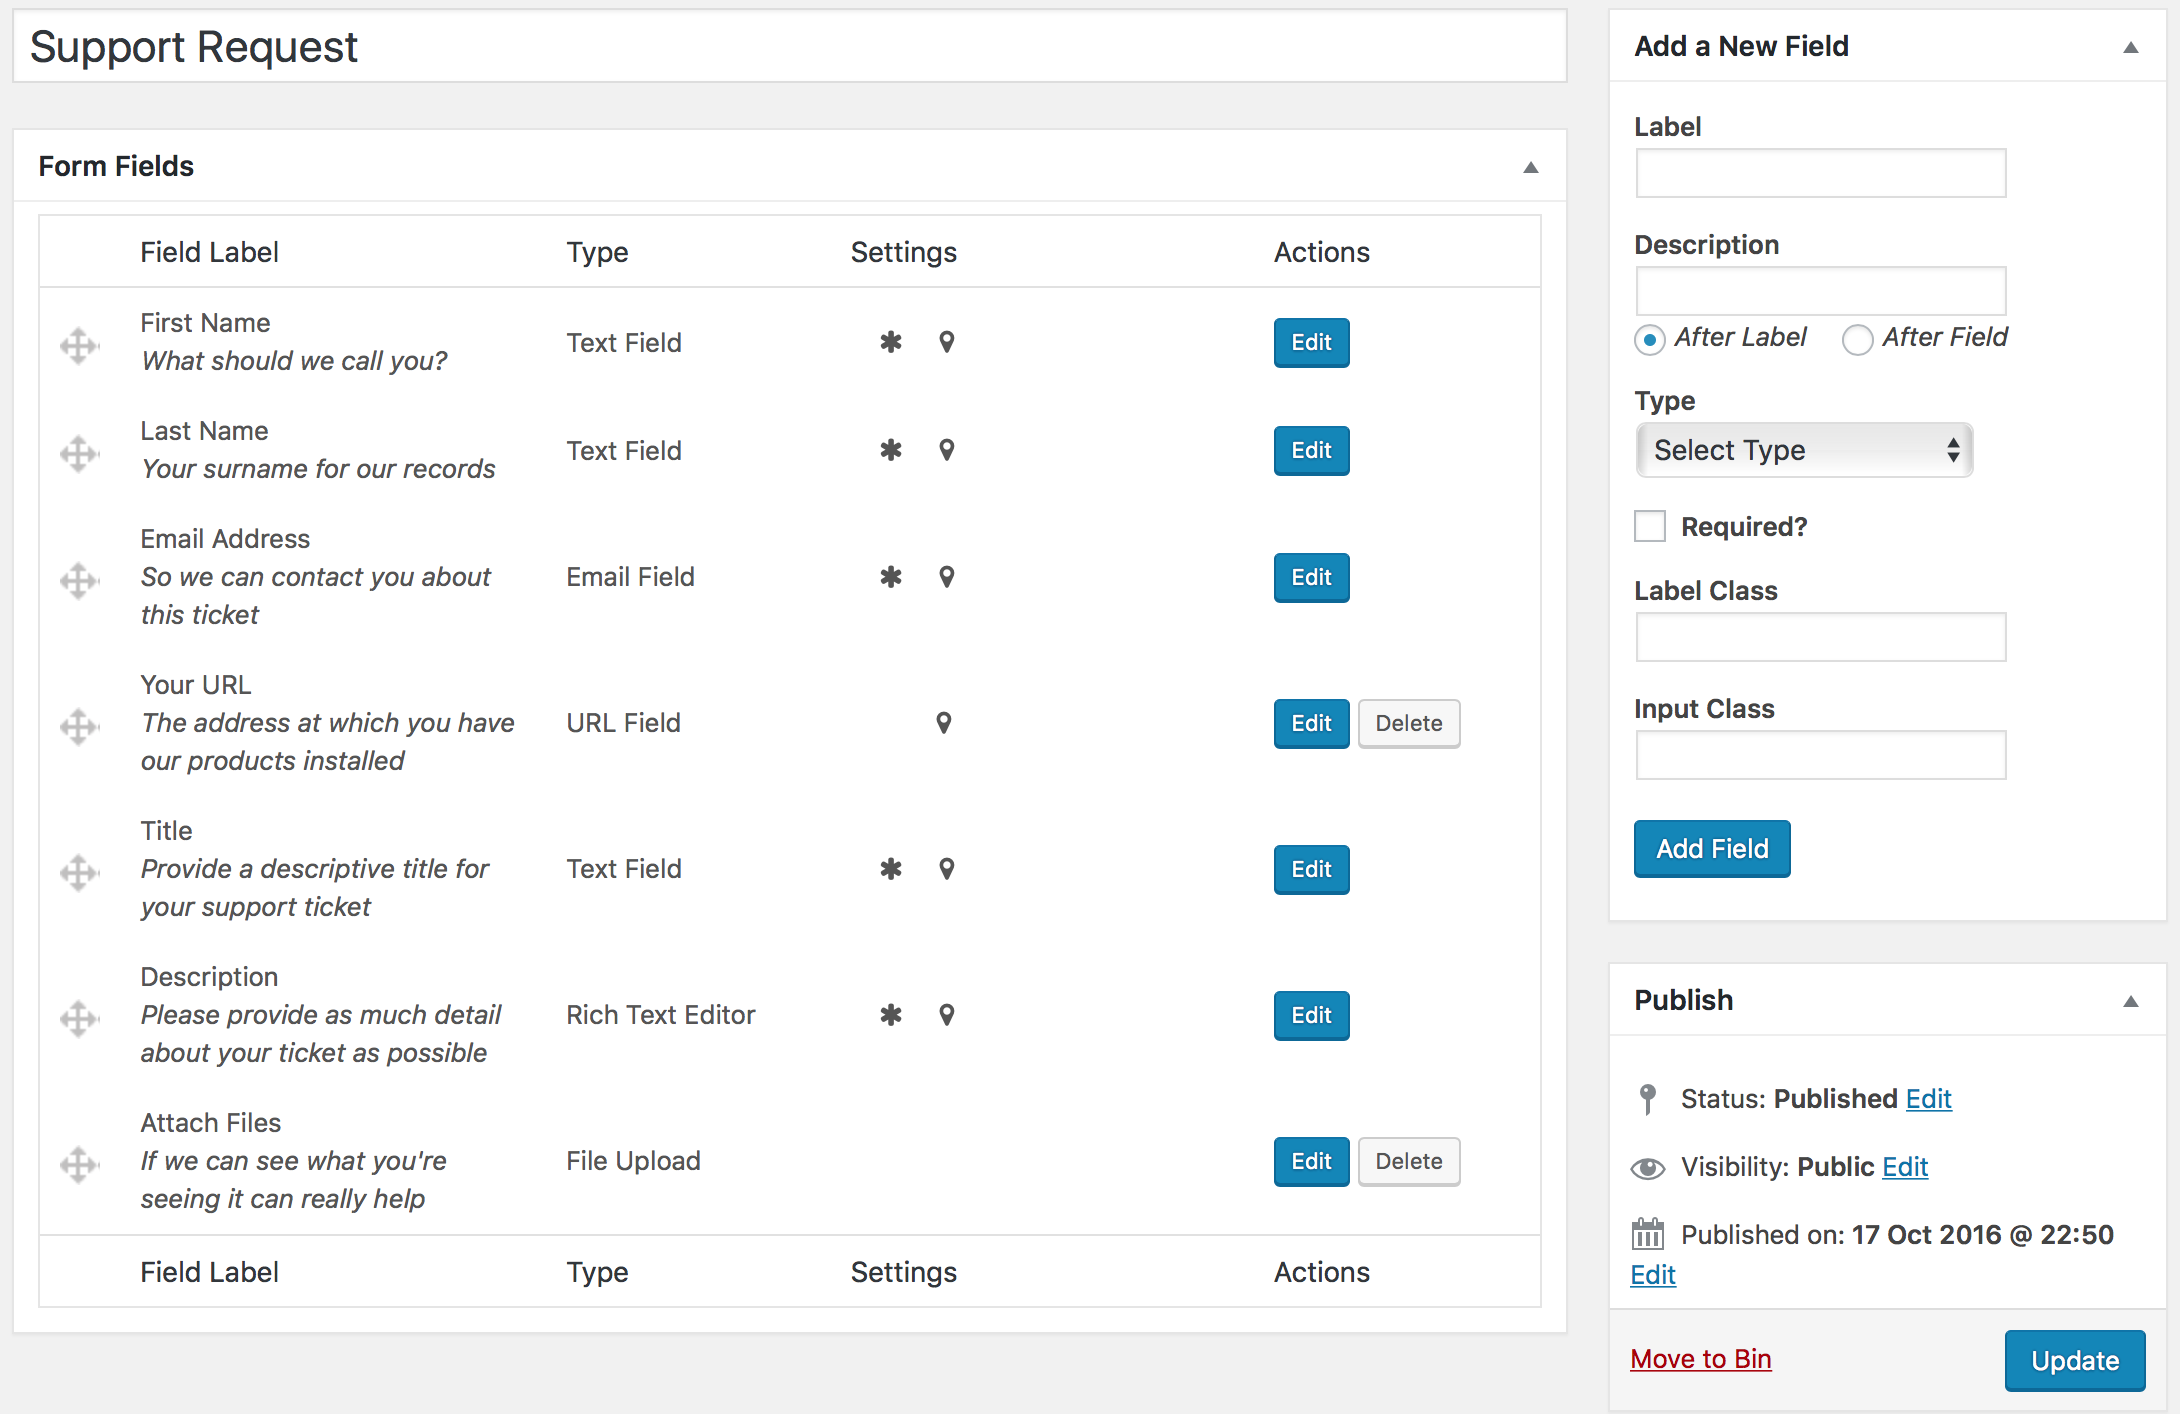 Support Request
Form Fields
Field Label Type Settings Actions
First Name
What should we call you?
Text Field
Edit
Last Name
Your surname for our records
Text Field
Edit
Email Address
So we can contact you about
this ticket
Email Field
Edit
Your URL
The address at which you have
our products installed
URL Field
Edit Delete
Title
Provide a descriptive title for
your support ticket
Text Field
Edit
Description
Please provide as much detail
about your ticket as possible
Rich Text Editor
Edit
Attach Files
If we can see what you're
seeing it can really help
File Upload
Edit Delete
Field Label Type Settings Actions
Add a New Field
Label
Description
After Label After Field
Type
Select Type
Required?
Label Class
Input Class
Add Field
Publish
Status: Published Edit
Visibility: Public Edit
Published on: 17 Oct 2016 @ 22:50
Edit
Move to Bin Update